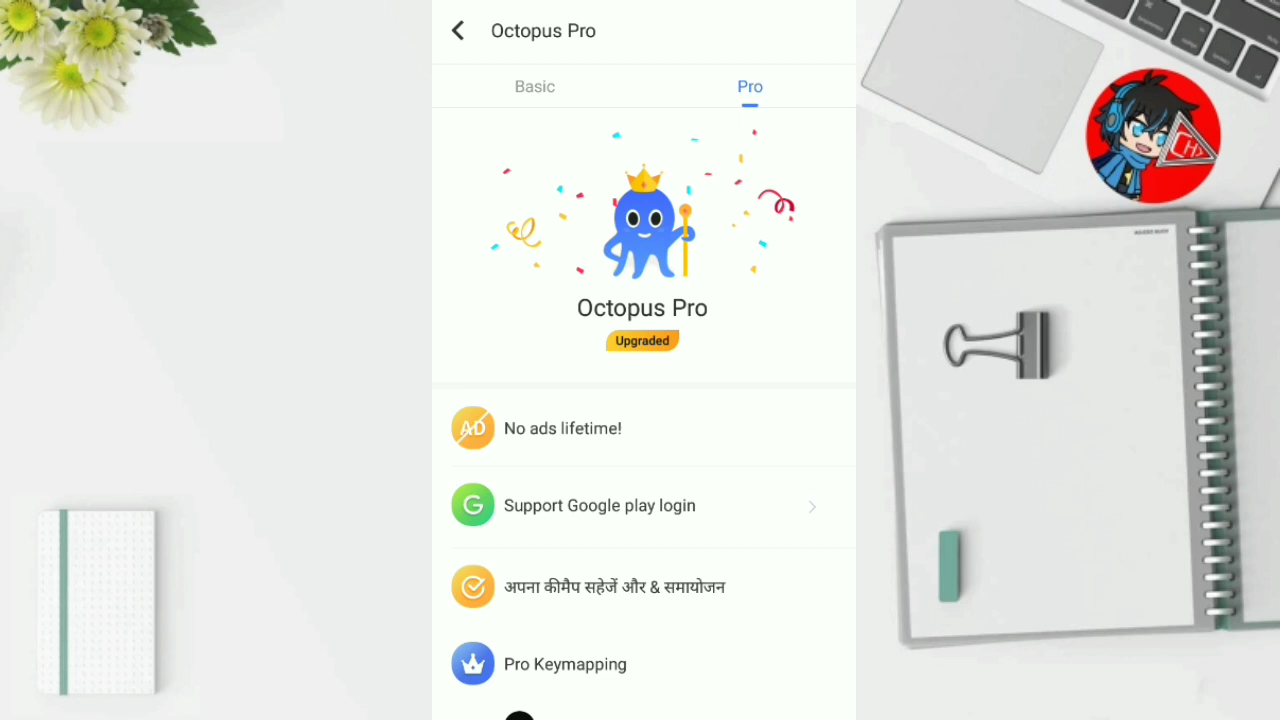 Octopus Pro
Basic
Pro
Octopus Pro
Upgraded
AD
No ads lifetime!
G
Support Google play login
अपना कीमैप सहेजें और & समायोजन
Pro Keymapping